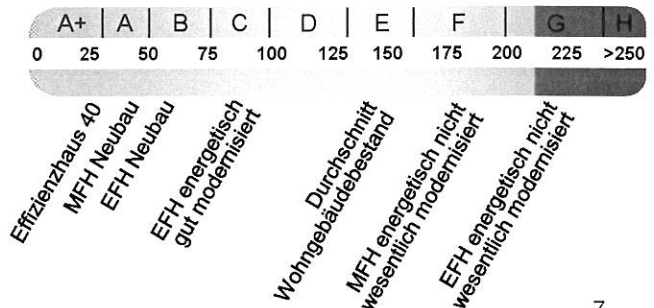 A+ A B C D E F G H
0 25 50 75 100 125 150 175 200 225 >250
Effizienzhaus 40
MFH Neubau
EFH Neubau
EFH energetisch
gut modernisiert
Durchschnitt
Wohngebäudebestand
MFH energetisch nicht
wesentlich modernisiert
EFH energetisch nicht
wesentlich modernisiert
7